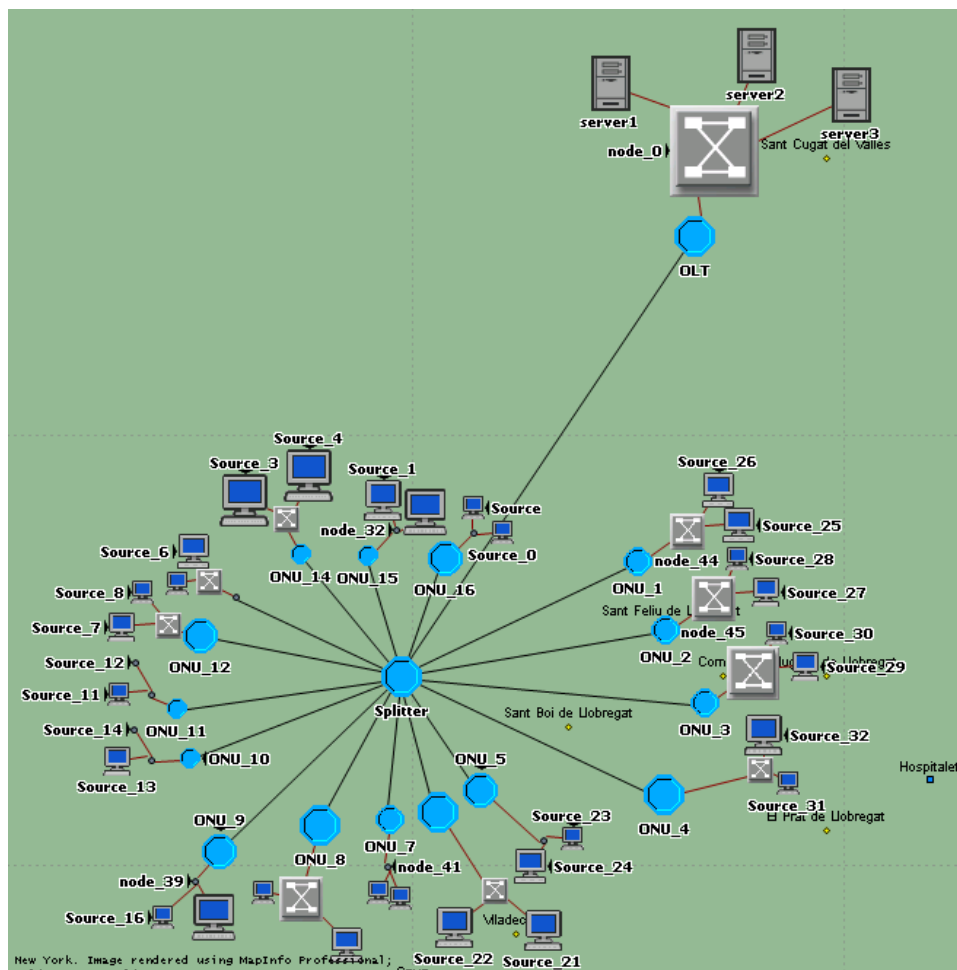 server1
server2
server3
node_0
Sant Cugat del Valles
OLT
Source_4
Source_3
Source_1
Source_26
node_32
Source
Source_25
Source_6
Source_0
ONU_14
ONU_15
node_44
Source_28
ONU_16
ONU_1
Source_8
Source_27
Sant Feliu de L
Source_7
node_45
Source_30
ONU_12
ONU_2
Source_12
Source_29
Source_11
Splitter
Sant Boi de Llobregat
ONU_11
ONU_3
Source_14
Source_32
ONU_10
ONU_5
Hospitalet
Source_13
Source_31
El Prat de Llobregat
ONU_9
Source_23
ONU_4
ONU_7
ONU_8
Source_24
node_41
node_39
Source_16
Source_22
Source_21
New York. Image rendered using MapInfo Professional;